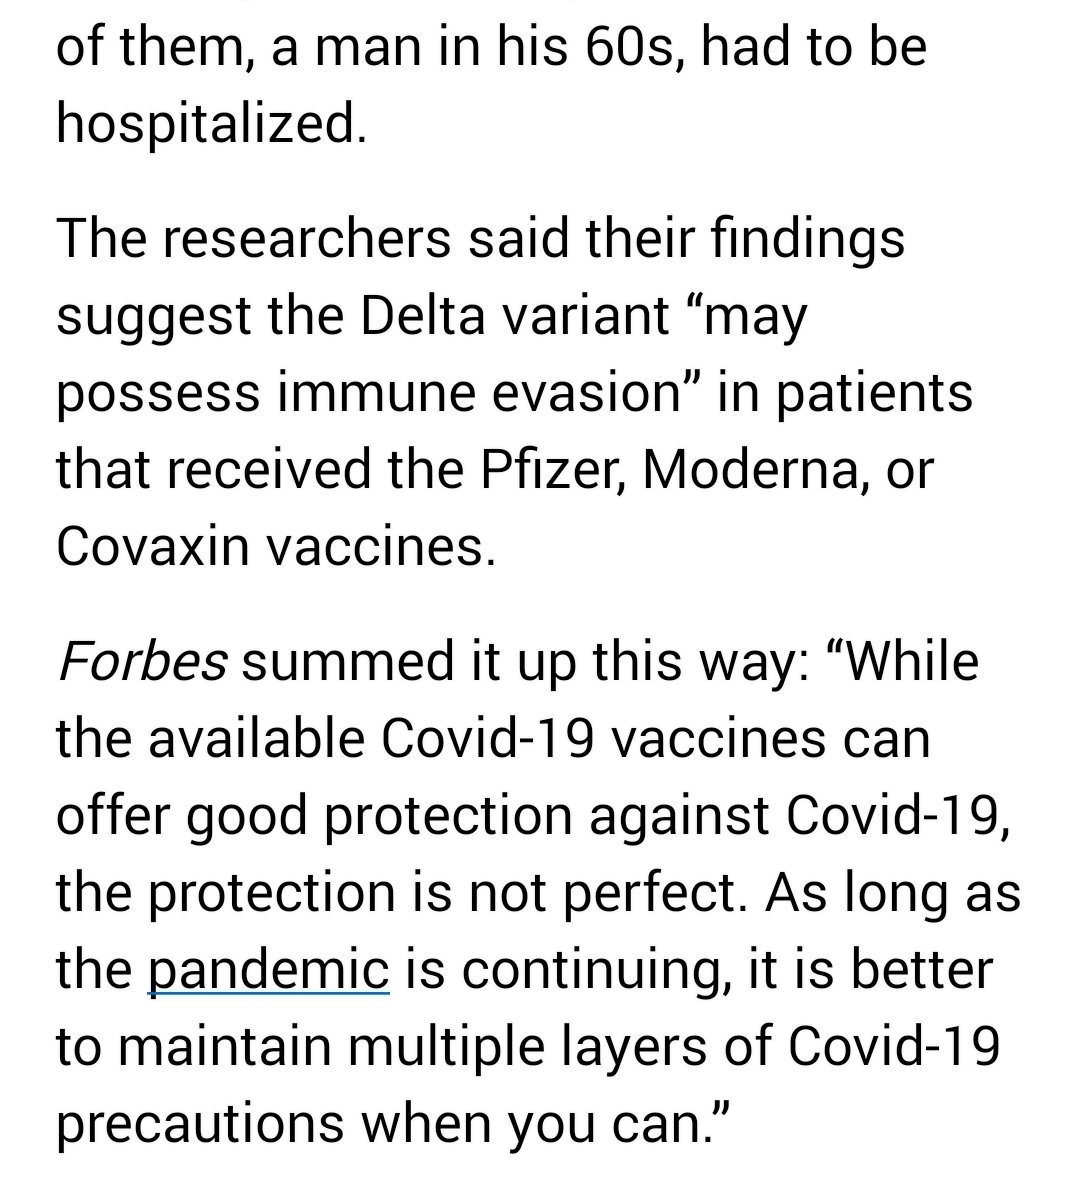 of them, a man in his 60s, had to be
hospitalized.
The researchers said their findings
suggest the Delta variant “may
possess immune evasion” in patients
that received the Pfizer, Moderna, or
Covaxin vaccines.
Forbes summed it up this way: “While
the available Covid-19 vaccines can
offer good protection against Covid-19,
the protection is not perfect. As long as
the pandemic is continuing, it is better
to maintain multiple layers of Covid-19
precautions when you can.”